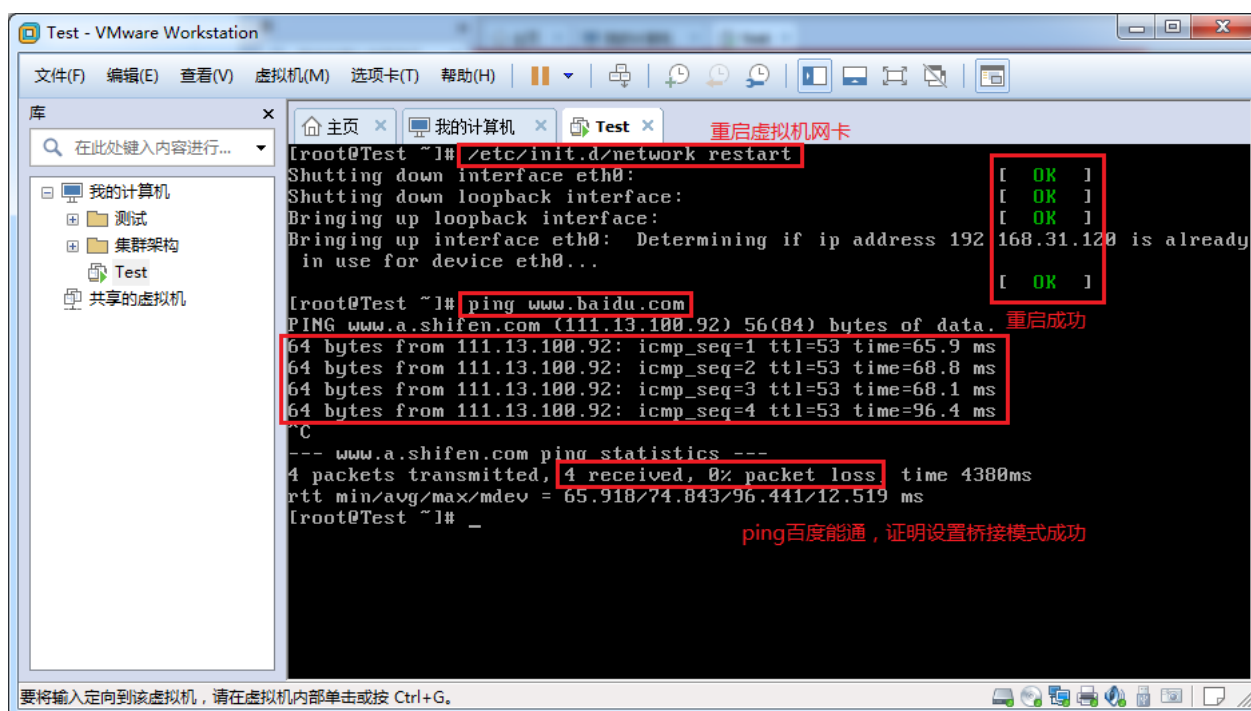 Test - VMware Workstation
文件(F) 编辑(E) 查看(V) 虚拟机(M) 选项卡(T) 帮助(H)
库
在此处键入内容进行...
我的计算机
测试
集群架构
Test
共享的虚拟机
主页 我的计算机 Test
重启虚拟机网卡
[root@Test ~]# /etc/init.d/network restart
Shutting down interface eth0: [ OK ]
Shutting down loopback interface: [ OK ]
Bringing up loopback interface: [ OK ]
Bringing up interface eth0: Determining if ip address 192.168.31.120 is already
in use for device eth0...
[ OK ]
[root@Test ~]# ping www.baidu.com
PING www.a.shifen.com (111.13.100.92) 56(84) bytes of data.
重启成功
64 bytes from 111.13.100.92: icmp_seq=1 ttl=53 time=65.9 ms
64 bytes from 111.13.100.92: icmp_seq=2 ttl=53 time=68.8 ms
64 bytes from 111.13.100.92: icmp_seq=3 ttl=53 time=68.1 ms
64 bytes from 111.13.100.92: icmp_seq=4 ttl=53 time=96.4 ms
^C
--- www.a.shifen.com ping statistics ---
4 packets transmitted, 4 received, 0% packet loss, time 4380ms
rtt min/avg/max/mdev = 65.918/74.843/96.441/12.519 ms
[root@Test ~]# _
ping百度能通，证明设置桥接模式成功
要将输入定向到该虚拟机，请在虚拟机内部单击或按 Ctrl+G。